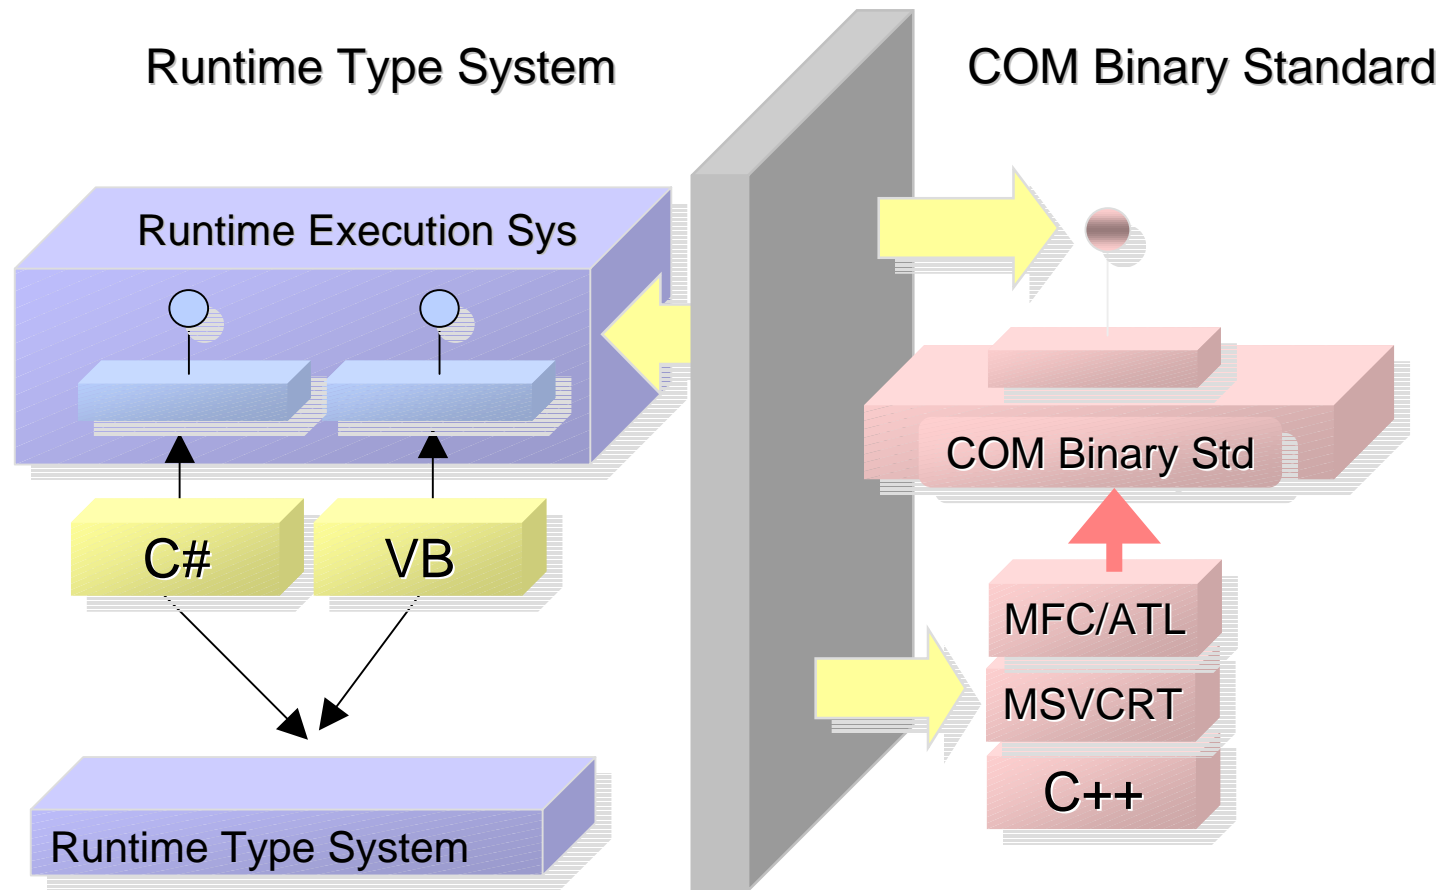 Runtime Type System
COM Binary Standard
Runtime Execution Sys
C#
VB
Runtime Type System
COM Binary Std
MFC/ATL
MSVCRT
C++